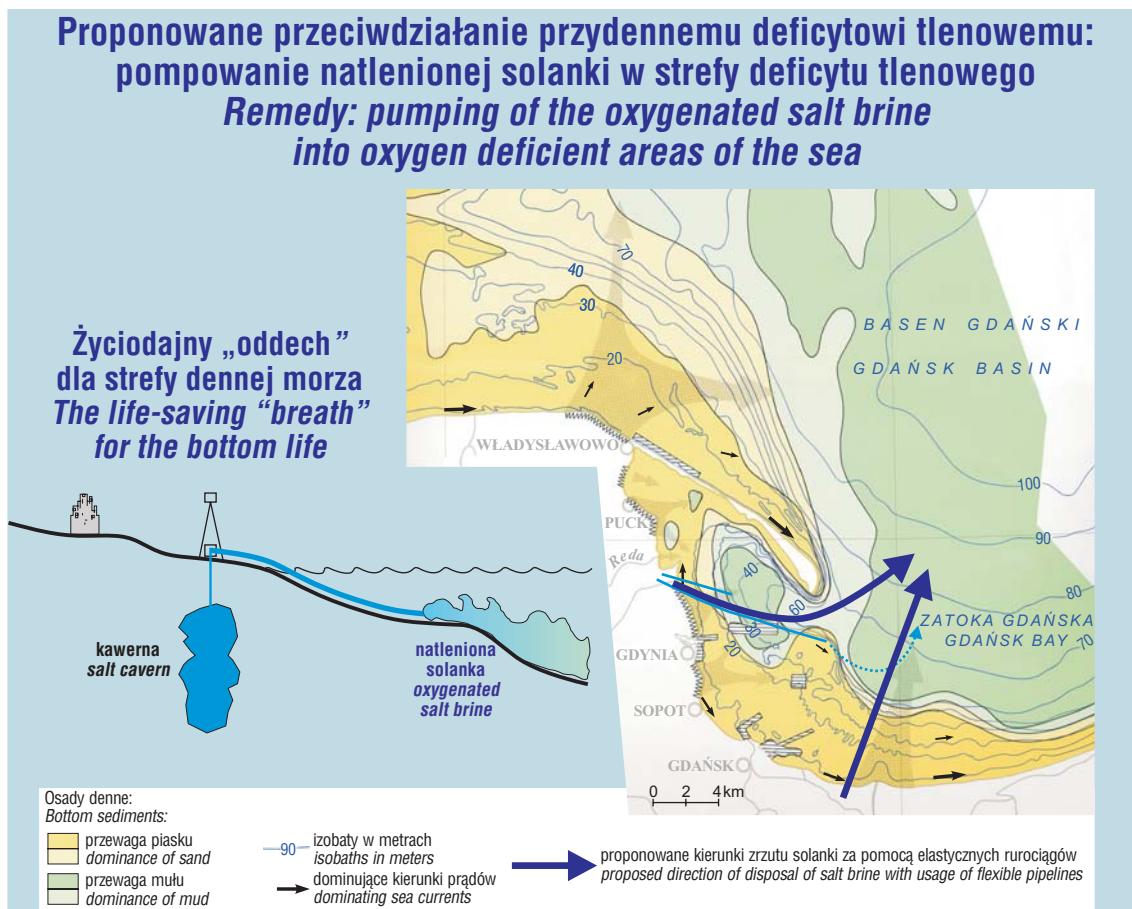 Proponowane przeciwdziałanie przydennemu deficytowi tlenowemu:
pompowanie natlenionej solanki w strefy deficytu tlenowego
Remedy: pumping of the oxygenated salt brine
into oxygen deficient areas of the sea
Życiodajny „oddech”
dla strefy dennej morza
The life-saving “breath”
for the bottom life
kawerna
salt cavern
natleniona
solanka
oxygenated
salt brine
70
40
30
20
BASEN GDAŃSKI
GDAŃSK BASIN
WŁADYSŁAWOWO
100
PUCK
90
Reda
40
80
60
ZATOKA GDAŃSKA
GDAŃSK BAY
70
30
20
GDYNIA
SOPOT
GDAŃSK
0 2 4 km
Osady denne:
Bottom sediments:
przewaga piasku
dominance of sand
przewaga mułu
dominance of mud
90
izobaty w metrach
isobaths in meters
dominujące kierunki prądów
dominating sea currents
proponowane kierunki zrzutu solanki za pomocą elastycznych rurociągów
proposed direction of disposal of salt brine with usage of flexible pipelines